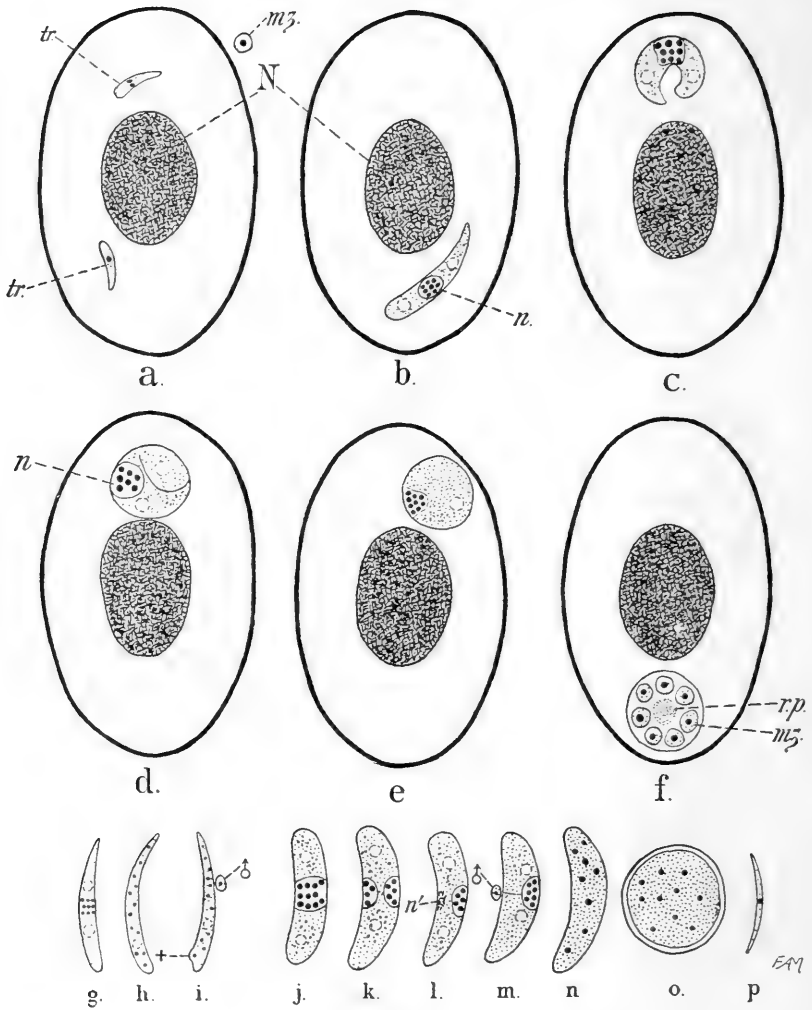 tr.
mz.
N
tr.
n.
a.
b.
c.
n
r.p.
mz.
d.
e
f.
♂
♂
n'
+
g.
h.
i.
j.
k.
l.
m.
n
o.
p
FAM